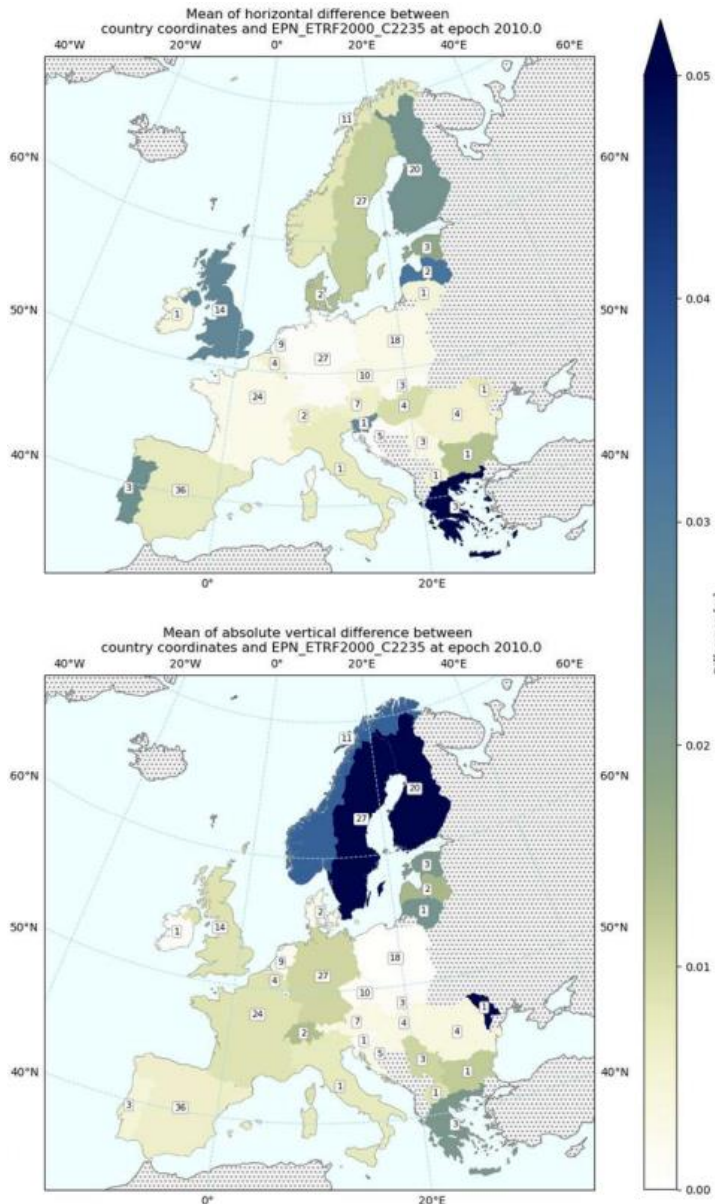 Mean of horizontal difference between
country coordinates and EPN_ETRF2000_C2235 at epoch 2010.0
40°W 20°W 0° 20°E 40°E 60°E
0.05
11
60°N 60°N
20
27
3
2
0.04
2
1
50°N 50°N
1 14
9
27 18
4
10
24 3 1
7
2 4 4
1
5
3
0.03
40°N 40°N
1
1
3 36 1
3
0° 20°E
Mean of absolute vertical difference between
country coordinates and EPN_ETRF2000_C2235 at epoch 2010.0
40°W 20°W 0° 20°E 40°E 60°E
0.02
11
60°N 60°N
20
27
3
2
2 1
50°N 50°N
1 14
0.01
9
27 18
4
10
3 1
24
7 4 4
2
1
5
3
1
40°N 40°N
1
1
3 36
3
0° 20°E
0.00